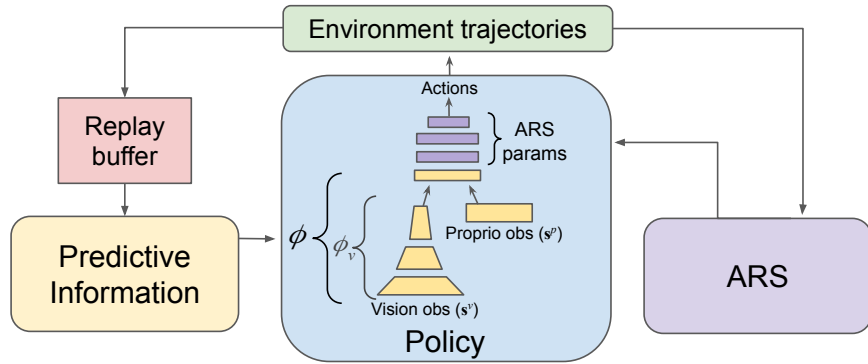 Environment trajectories
Replay
buffer
Actions
ARS
params
ϕ
ϕv
Proprio obs (sᵖ)
Vision obs (sᵛ)
Policy
Predictive
Information
ARS